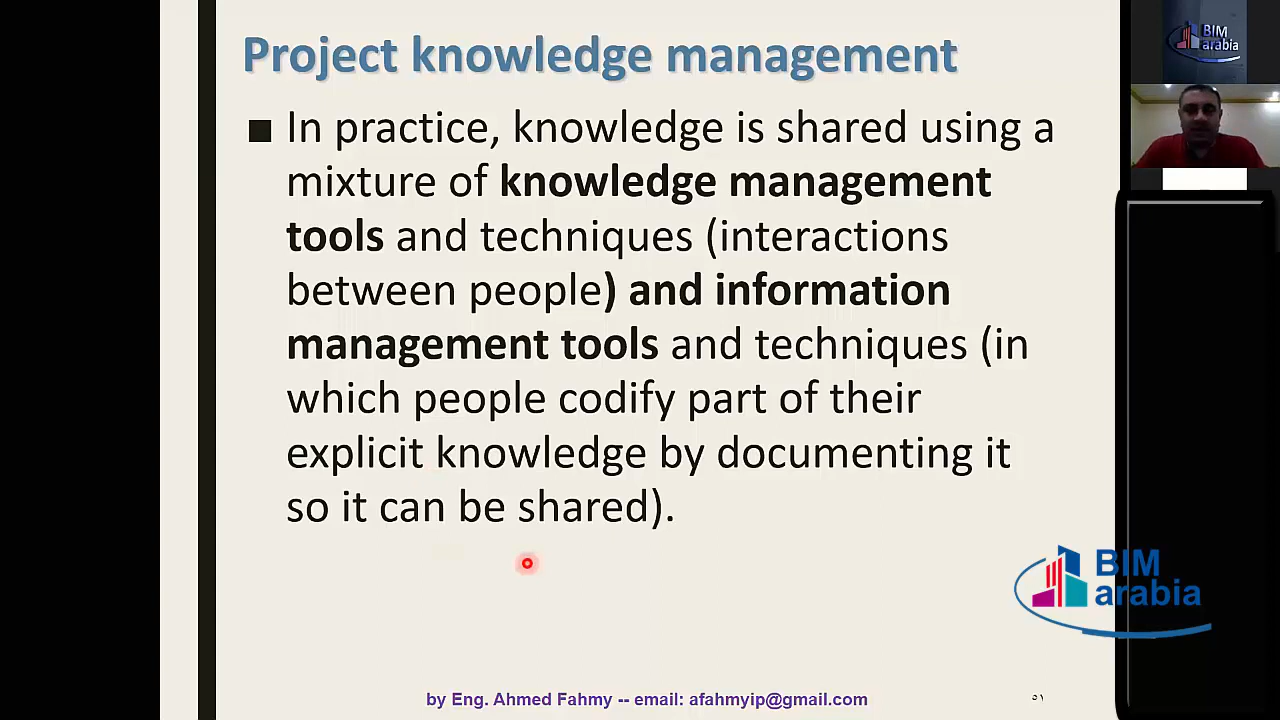 Project knowledge management
■ In practice, knowledge is shared using a
mixture of knowledge management
tools and techniques (interactions
between people) and information
management tools and techniques (in
which people codify part of their
explicit knowledge by documenting it
so it can be shared).
by Eng. Ahmed Fahmy -- email: afahmyip@gmail.com
٥١
BIM
arabia
BIM
arabia